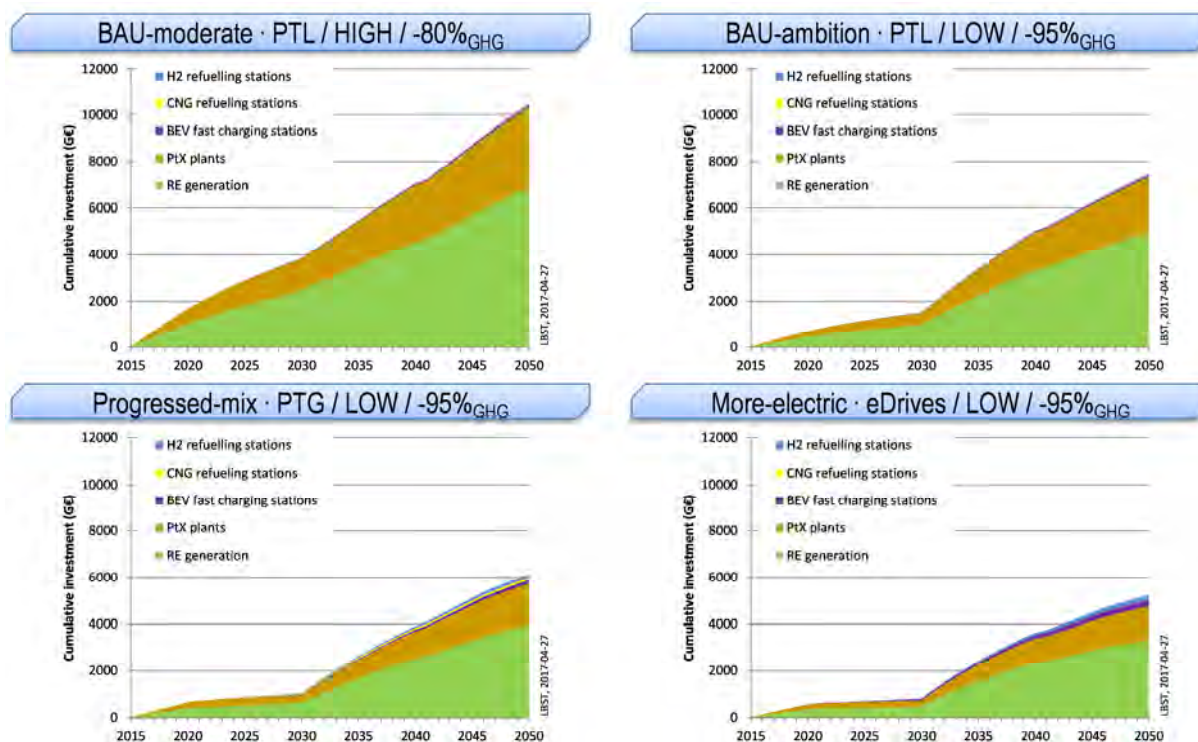 BAU-moderate · PTL / HIGH / -80%GHG
12000
10000
8000
6000
4000
2000
0
Cumulative investment (G€)
H2 refuelling stations
CNG refueling stations
BEV fast charging stations
PtX plants
RE generation
LBST, 2017-04-27
2015 2020 2025 2030 2035 2040 2045 2050
BAU-ambition · PTL / LOW / -95%GHG
12000
10000
8000
6000
4000
2000
0
Cumulative investment (G€)
H2 refuelling stations
CNG refueling stations
BEV fast charging stations
PtX plants
RE generation
LBST, 2017-04-27
2015 2020 2025 2030 2035 2040 2045 2050
Progressed-mix · PTG / LOW / -95%GHG
12000
10000
8000
6000
4000
2000
0
Cumulative investment (G€)
H2 refuelling stations
CNG refueling stations
BEV fast charging stations
PtX plants
RE generation
LBST, 2017-04-27
2015 2020 2025 2030 2035 2040 2045 2050
More-electric · eDrives / LOW / -95%GHG
12000
10000
8000
6000
4000
2000
0
Cumulative investment (G€)
H2 refuelling stations
CNG refueling stations
BEV fast charging stations
PtX plants
RE generation
LBST, 2017-04-27
2015 2020 2025 2030 2035 2040 2045 2050